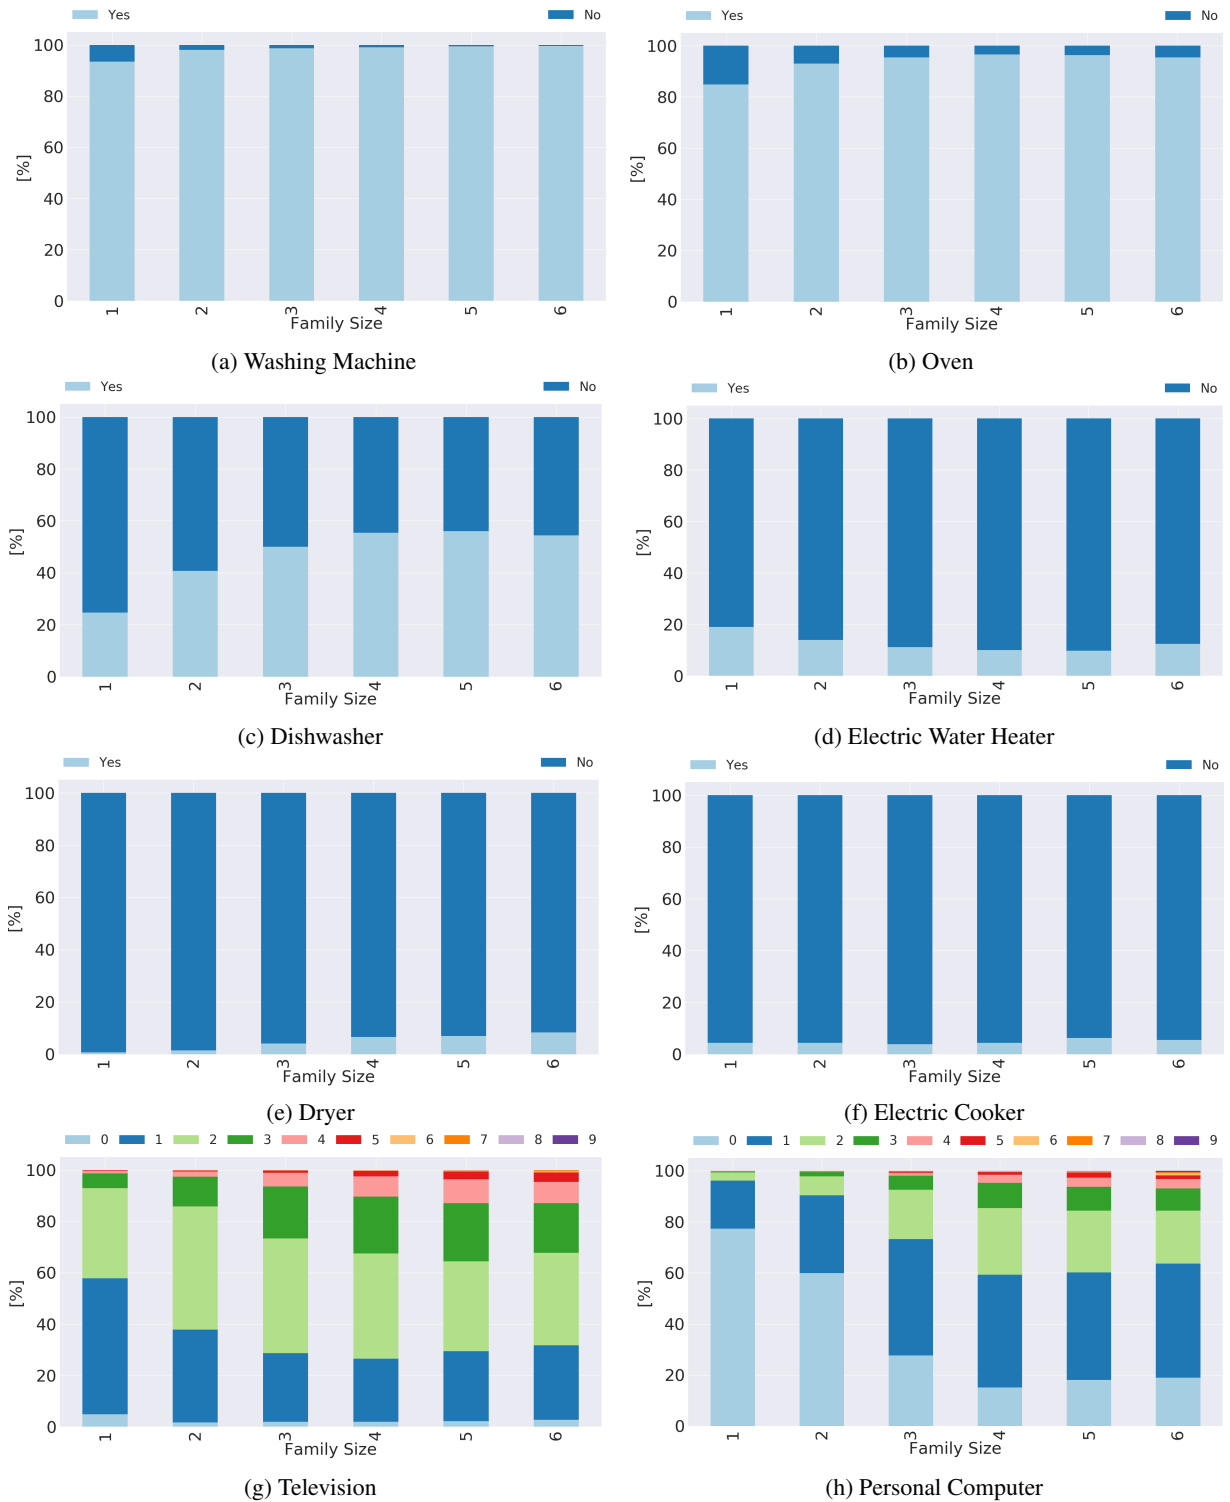 Yes No
100
80
60
40
20
0
[%]
1 2 3 4 5 6
Family Size
(a) Washing Machine
Yes No
100
80
60
40
20
0
[%]
1 2 3 4 5 6
Family Size
(b) Oven
Yes No
100
80
60
40
20
0
[%]
1 2 3 4 5 6
Family Size
(c) Dishwasher
Yes No
100
80
60
40
20
0
[%]
1 2 3 4 5 6
Family Size
(d) Electric Water Heater
Yes No
100
80
60
40
20
0
[%]
1 2 3 4 5 6
Family Size
(e) Dryer
Yes No
100
80
60
40
20
0
[%]
1 2 3 4 5 6
Family Size
(f) Electric Cooker
0 1 2 3 4 5 6 7 8 9
100
80
60
40
20
0
[%]
1 2 3 4 5 6
Family Size
(g) Television
0 1 2 3 4 5 6 7 8 9
100
80
60
40
20
0
[%]
1 2 3 4 5 6
Family Size
(h) Personal Computer